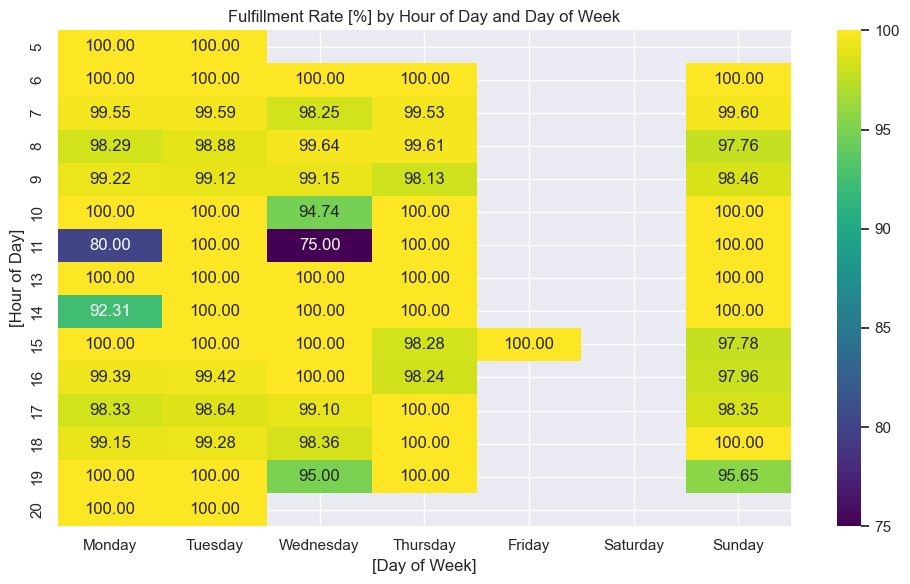 Fulfillment Rate [%] by Hour of Day and Day of Week
[Hour of Day]
5 100.00 100.00
6 100.00 100.00 100.00 100.00 100.00
7 99.55 99.59 98.25 99.53 99.60
8 98.29 98.88 99.64 99.61 97.76
9 99.22 99.12 99.15 98.13 98.46
10 100.00 100.00 94.74 100.00 100.00
11 80.00 100.00 75.00 100.00 100.00
13 100.00 100.00 100.00 100.00 100.00
14 92.31 100.00 100.00 100.00 100.00
15 100.00 100.00 100.00 98.28 100.00 97.78
16 99.39 99.42 100.00 98.24 97.96
17 98.33 98.64 99.10 100.00 98.35
18 99.15 99.28 98.36 100.00 100.00
19 100.00 100.00 95.00 100.00 95.65
20 100.00 100.00
Monday Tuesday Wednesday Thursday Friday Saturday Sunday
[Day of Week]
100
95
90
85
80
75